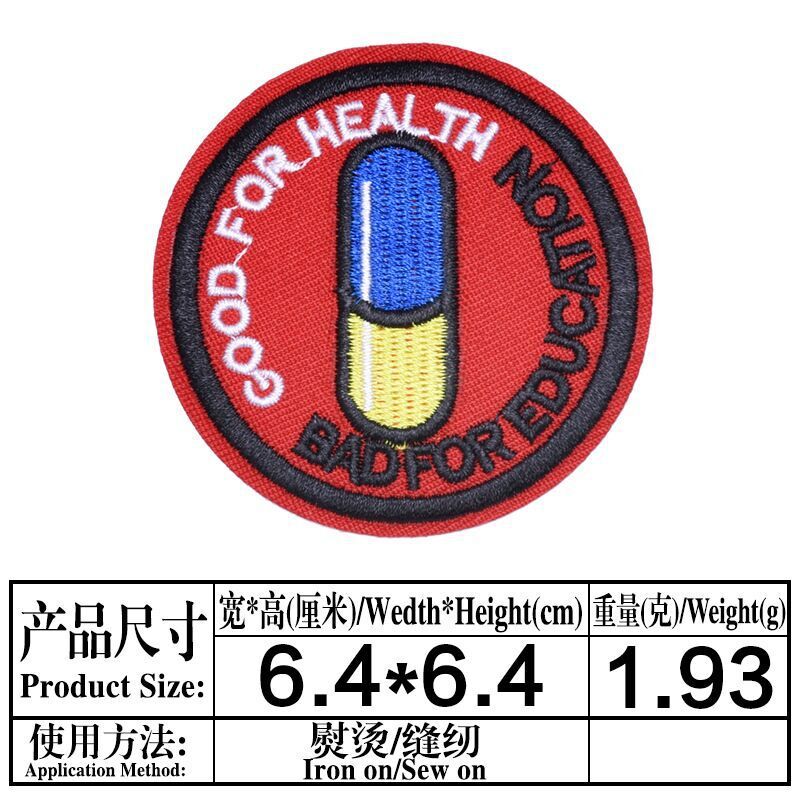 GOOD FOR HEALTH
BAD FOR EDUCATION
产品尺寸
Product Size:
宽*高(厘米)/Wedth*Height(cm)
6.4*6.4
重量(克)/Weight(g)
1.93
使用方法:
Application Method:
熨烫/缝纫
Iron on/Sew on